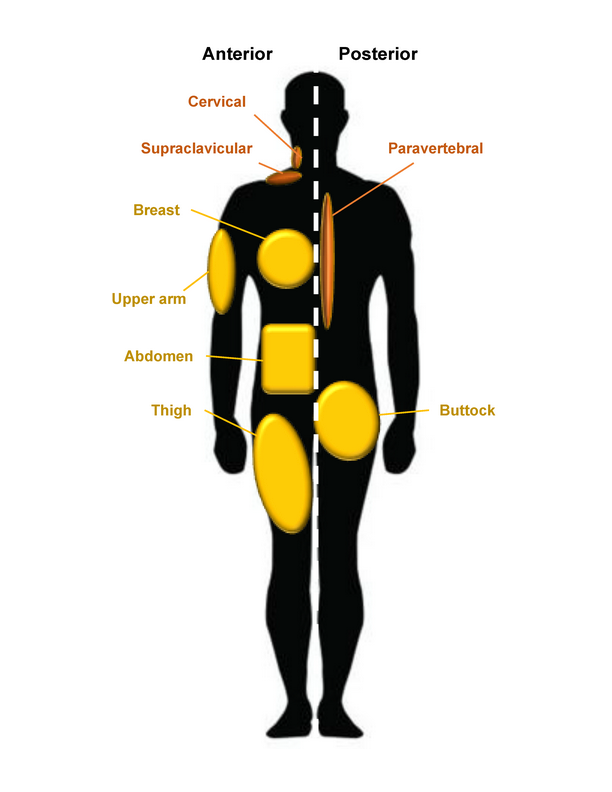 Anterior
Posterior
Cervical
Supraclavicular
Paravertebral
Breast
Upper arm
Abdomen
Thigh
Buttock